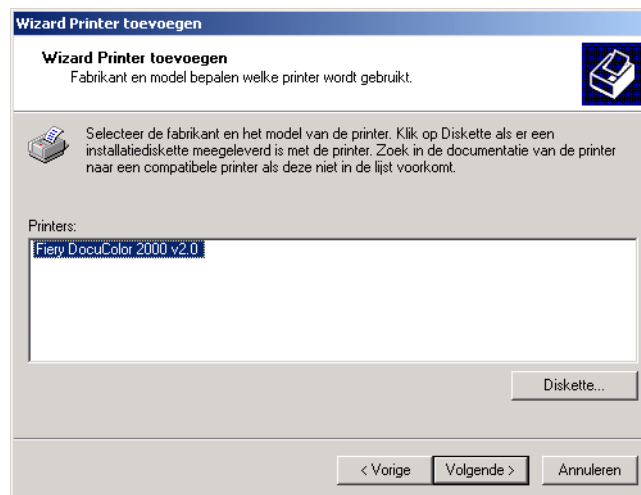 Wizard Printer toevoegen
Wizard Printer toevoegen
Fabrikant en model bepalen welke printer wordt gebruikt.
Selecteer de fabrikant en het model van de printer. Klik op Diskette als er een
installatiediskette meegeleverd is met de printer. Zoek in de documentatie van de printer
naar een compatibele printer als deze niet in de lijst voorkomt.
Printers:
Fiery DocuColor 2000 v2.0
Diskette...
< Vorige
Volgende >
Annuleren